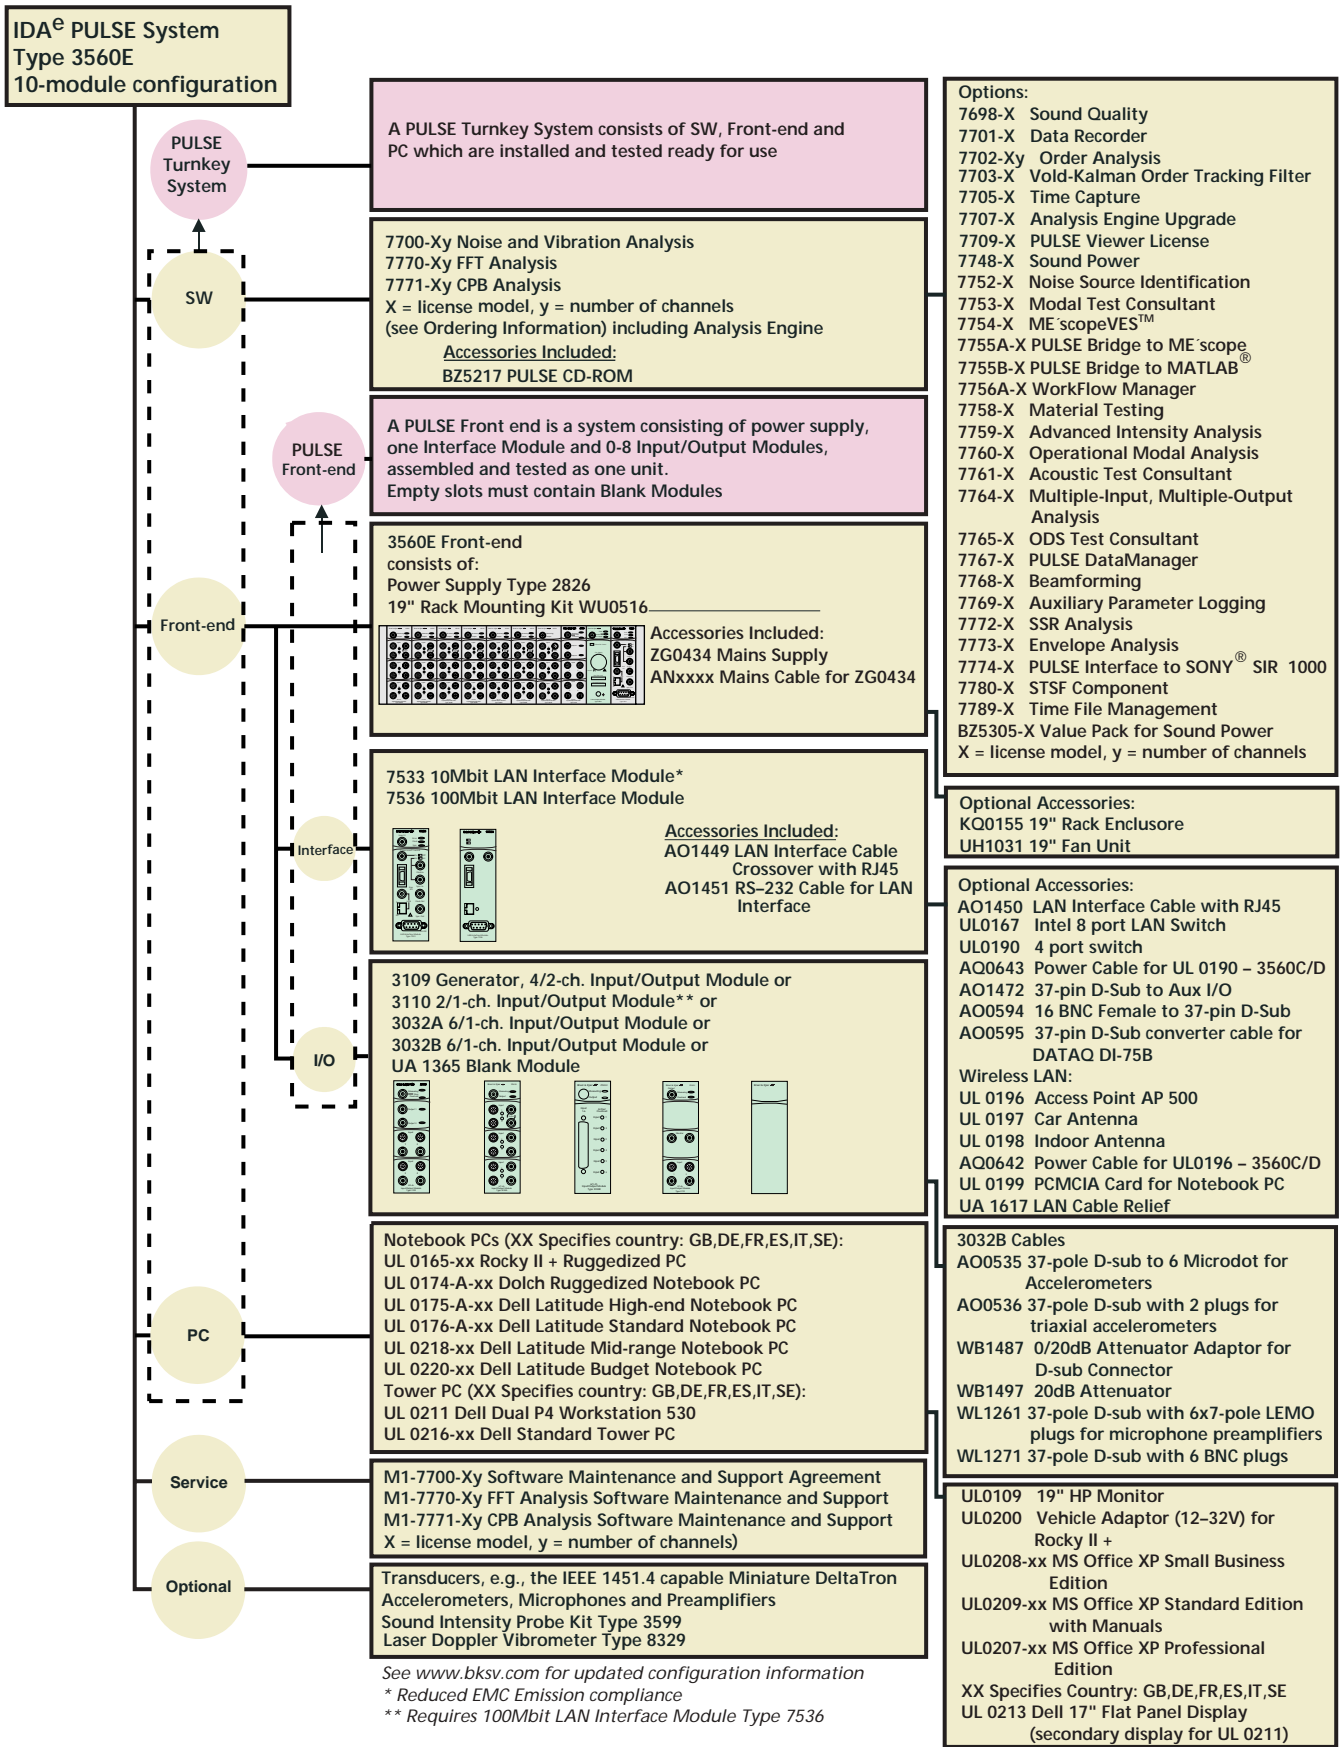 IDAe PULSE System
Type 3560E
10-module configuration
PULSE
Turnkey
System
A PULSE Turnkey System consists of SW, Front-end and
PC which are installed and tested ready for use
SW
7700-Xy Noise and Vibration Analysis
7770-Xy FFT Analysis
7771-Xy CPB Analysis
X = license model, y = number of channels
(see Ordering Information) including Analysis Engine
Accessories Included:
BZ5217 PULSE CD-ROM
PULSE
Front-end
A PULSE Front end is a system consisting of power supply,
one Interface Module and 0-8 Input/Output Modules,
assembled and tested as one unit.
Empty slots must contain Blank Modules
Front-end
3560E Front-end
consists of:
Power Supply Type 2826
19" Rack Mounting Kit WU0516
Accessories Included:
ZG0434 Mains Supply
ANxxxx Mains Cable for ZG0434
Interface
7533 10Mbit LAN Interface Module*
7536 100Mbit LAN Interface Module
Accessories Included:
AO1449 LAN Interface Cable
Crossover with RJ45
AO1451 RS–232 Cable for LAN
Interface
I/O
3109 Generator, 4/2-ch. Input/Output Module or
3110 2/1-ch. Input/Output Module** or
3032A 6/1-ch. Input/Output Module or
3032B 6/1-ch. Input/Output Module or
UA 1365 Blank Module
PC
Notebook PCs (XX Specifies country: GB,DE,FR,ES,IT,SE):
UL 0165-xx Rocky II + Ruggedized PC
UL 0174-A-xx Dolch Ruggedized Notebook PC
UL 0175-A-xx Dell Latitude High-end Notebook PC
UL 0176-A-xx Dell Latitude Standard Notebook PC
UL 0218-xx Dell Latitude Mid-range Notebook PC
UL 0220-xx Dell Latitude Budget Notebook PC
Tower PC (XX Specifies country: GB,DE,FR,ES,IT,SE):
UL 0211 Dell Dual P4 Workstation 530
UL 0216-xx Dell Standard Tower PC
Service
M1-7700-Xy Software Maintenance and Support Agreement
M1-7770-Xy FFT Analysis Software Maintenance and Support
M1-7771-Xy CPB Analysis Software Maintenance and Support
X = license model, y = number of channels)
Optional
Transducers, e.g., the IEEE 1451.4 capable Miniature DeltaTron
Accelerometers, Microphones and Preamplifiers
Sound Intensity Probe Kit Type 3599
Laser Doppler Vibrometer Type 8329
See www.bksv.com for updated configuration information
* Reduced EMC Emission compliance
** Requires 100Mbit LAN Interface Module Type 7536
Options:
7698-X Sound Quality
7701-X Data Recorder
7702-Xy Order Analysis
7703-X Vold-Kalman Order Tracking Filter
7705-X Time Capture
7707-X Analysis Engine Upgrade
7709-X PULSE Viewer License
7748-X Sound Power
7752-X Noise Source Identification
7753-X Modal Test Consultant
7754-X ME´scopeVES™
7755A-X PULSE Bridge to ME´scope
7755B-X PULSE Bridge to MATLAB®
7756A-X WorkFlow Manager
7758-X Material Testing
7759-X Advanced Intensity Analysis
7760-X Operational Modal Analysis
7761-X Acoustic Test Consultant
7764-X Multiple-Input, Multiple-Output
Analysis
7765-X ODS Test Consultant
7767-X PULSE DataManager
7768-X Beamforming
7769-X Auxiliary Parameter Logging
7772-X SSR Analysis
7773-X Envelope Analysis
7774-X PULSE Interface to SONY® SIR 1000
7780-X STSF Component
7789-X Time File Management
BZ5305-X Value Pack for Sound Power
X = license model, y = number of channels
Optional Accessories:
KQ0155 19" Rack Enclusore
UH1031 19" Fan Unit
Optional Accessories:
AO1450 LAN Interface Cable with RJ45
UL0167 Intel 8 port LAN Switch
UL0190 4 port switch
AQ0643 Power Cable for UL 0190 – 3560C/D
AO1472 37-pin D-Sub to Aux I/O
AO0594 16 BNC Female to 37-pin D-Sub
AO0595 37-pin D-Sub converter cable for
DATAQ DI-75B
Wireless LAN:
UL 0196 Access Point AP 500
UL 0197 Car Antenna
UL 0198 Indoor Antenna
AQ0642 Power Cable for UL0196 – 3560C/D
UL 0199 PCMCIA Card for Notebook PC
UA 1617 LAN Cable Relief
3032B Cables
AO0535 37-pole D-sub to 6 Microdot for
Accelerometers
AO0536 37-pole D-sub with 2 plugs for
triaxial accelerometers
WB1487 0/20dB Attenuator Adaptor for
D-sub Connector
WB1497 20dB Attenuator
WL1261 37-pole D-sub with 6x7-pole LEMO
plugs for microphone preamplifiers
WL1271 37-pole D-sub with 6 BNC plugs
UL0109 19" HP Monitor
UL0200 Vehicle Adaptor (12–32V) for
Rocky II +
UL0208-xx MS Office XP Small Business
Edition
UL0209-xx MS Office XP Standard Edition
with Manuals
UL0207-xx MS Office XP Professional
Edition
XX Specifies Country: GB,DE,FR,ES,IT,SE
UL 0213 Dell 17" Flat Panel Display
(secondary display for UL 0211)